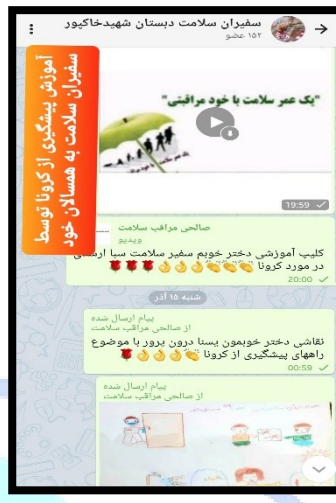 سفیران سلامت دبستان شهیدخاکپور
۱۵۲ عضو
آموزش پیشگیری از کرونا توسط
سفیران سلامت به همسالان خود
"یک عمر سلامت با خود مراقبتی"
19:59
صالحی مراقب سلامت
ویدیو
کلیپ آموزشی دختر خوبم سفیر سلامت سبا
در مورد کرونا 👏👏👏👌👌👌🌹🌹🌹
20:00
شنبه ۱۵ آذر
پیام ارسال شده
از صالحی مراقب سلامت
نقاشی دختر خوبمون یسنا درون پرور با موضوع
راههای پیشگیری از کرونا 👏👌👌👌🌹
00:59
پیام ارسال شده
از صالحی مراقب سلامت